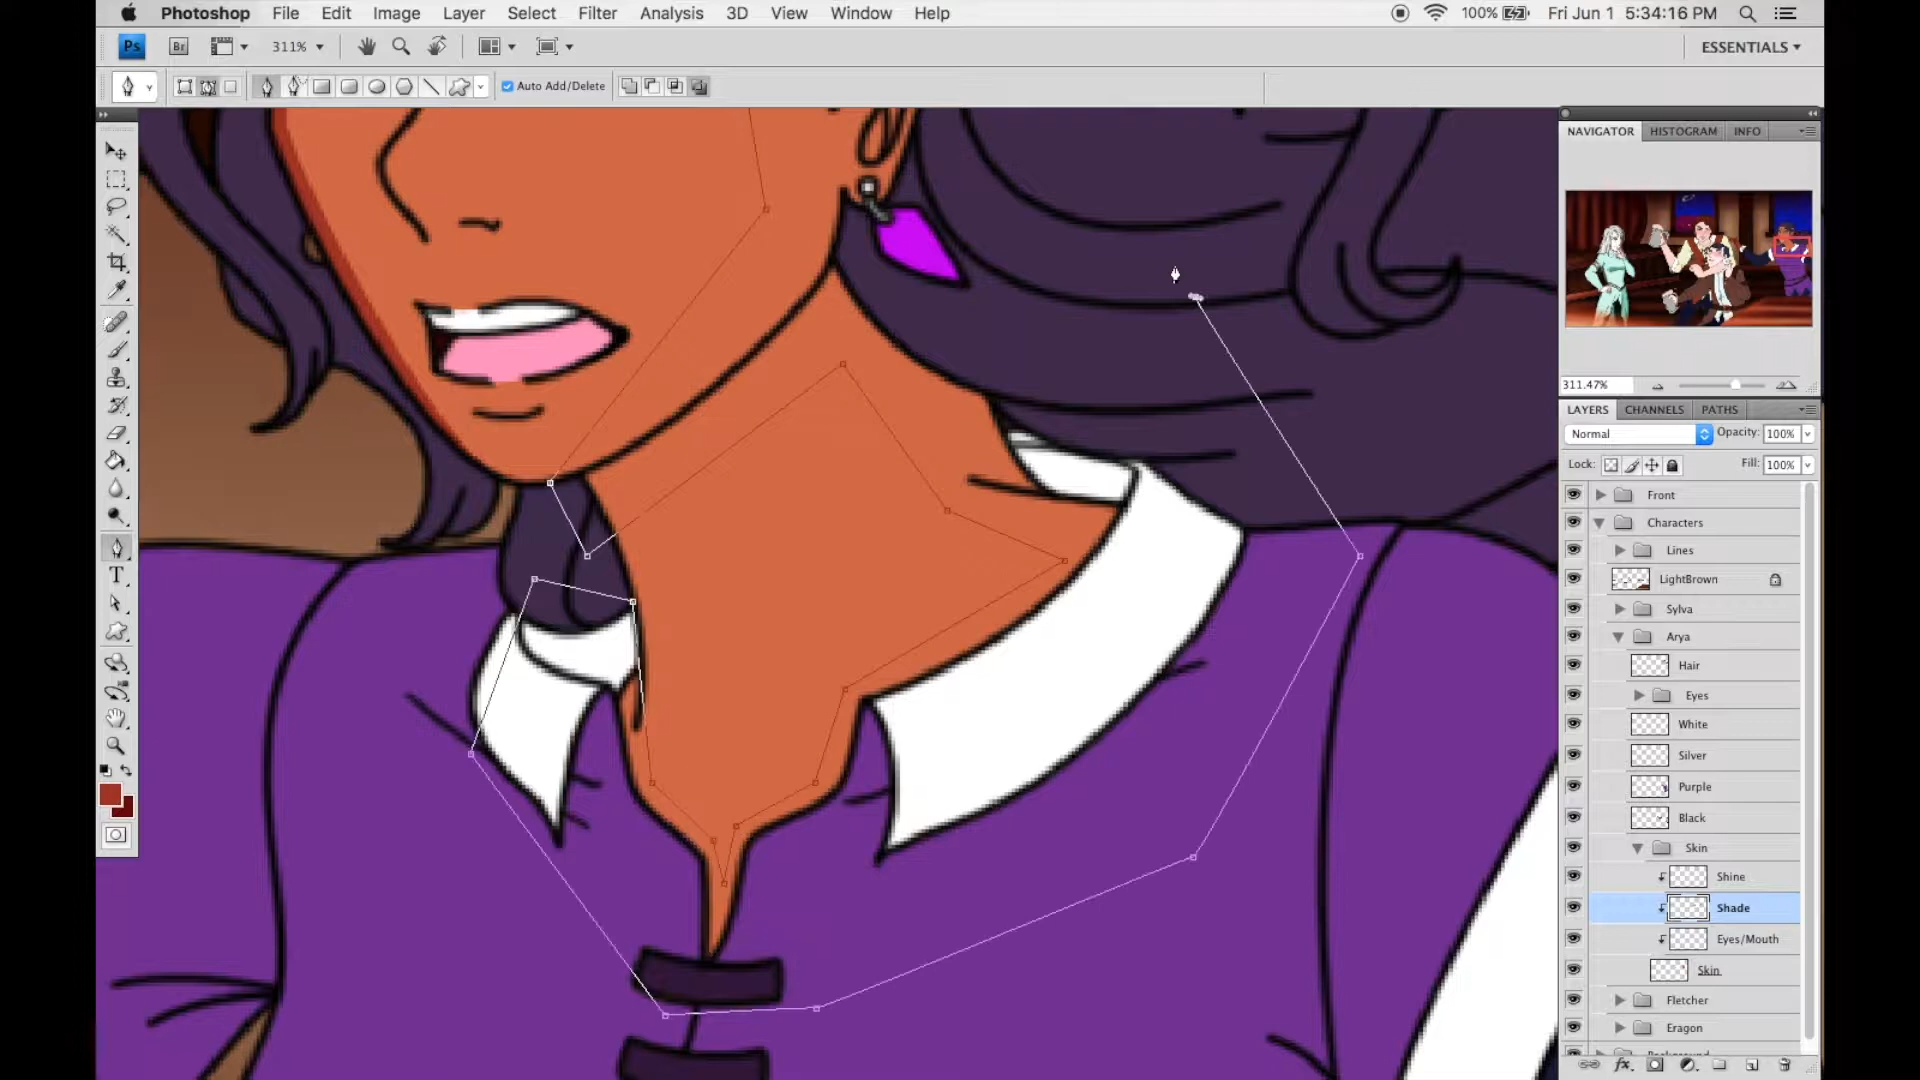 Photoshop File Edit Image Layer Select Filter Analysis 3D View Window Help 100% Fri Jun 1 5:34:16 PM
Ps Br 311% ESSENTIALS
Auto Add/Delete
NAVIGATOR HISTOGRAM INFO
311.47%
LAYERS CHANNELS PATHS
Normal Opacity: 100%
Lock: Fill: 100%
Front
Characters
Lines
LightBrown
Sylva
Arya
Hair
Eyes
White
Silver
Purple
Black
Skin
Shine
Shade
Eyes/Mouth
Skin
Fletcher
Eragon